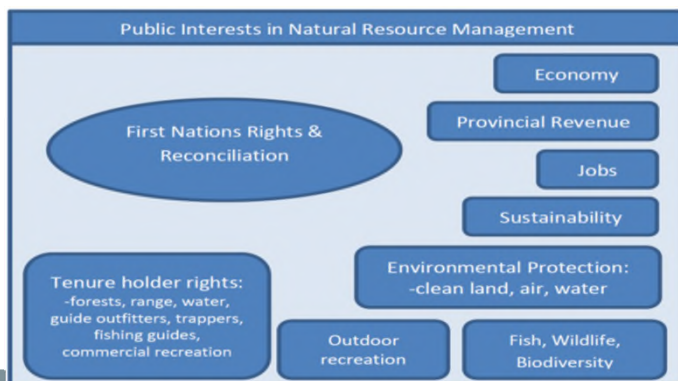 Public Interests in Natural Resource Management
Economy
First Nations Rights &
Reconciliation
Provincial Revenue
Jobs
Sustainability
Tenure holder rights:
-forests, range, water,
guide outfitters, trappers,
fishing guides,
commercial recreation
Environmental Protection:
-clean land, air, water
Outdoor
recreation
Fish, Wildlife,
Biodiversity